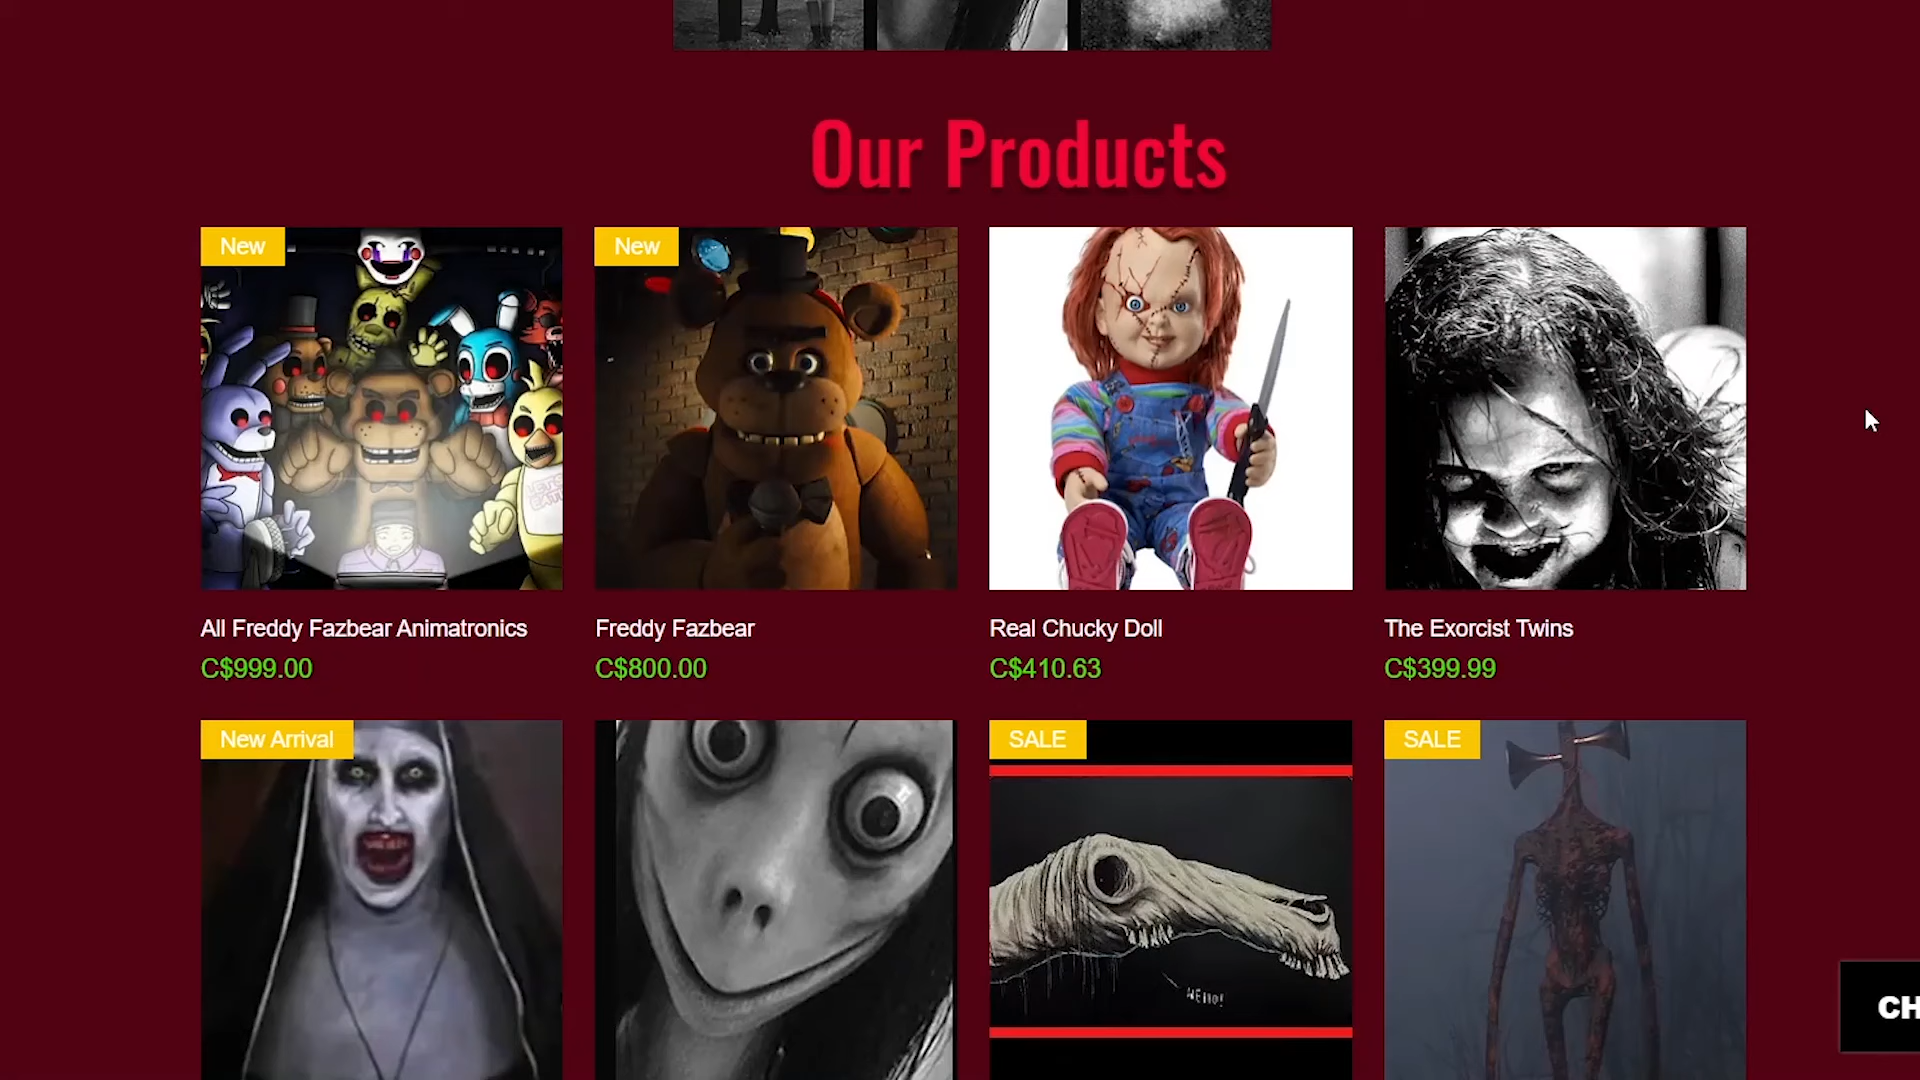 Our Products
New
New
All Freddy Fazbear Animatronics
Freddy Fazbear
Real Chucky Doll
The Exorcist Twins
C$999.00
C$800.00
C$410.63
C$399.99
New Arrival
SALE
SALE
HELLO!
CH